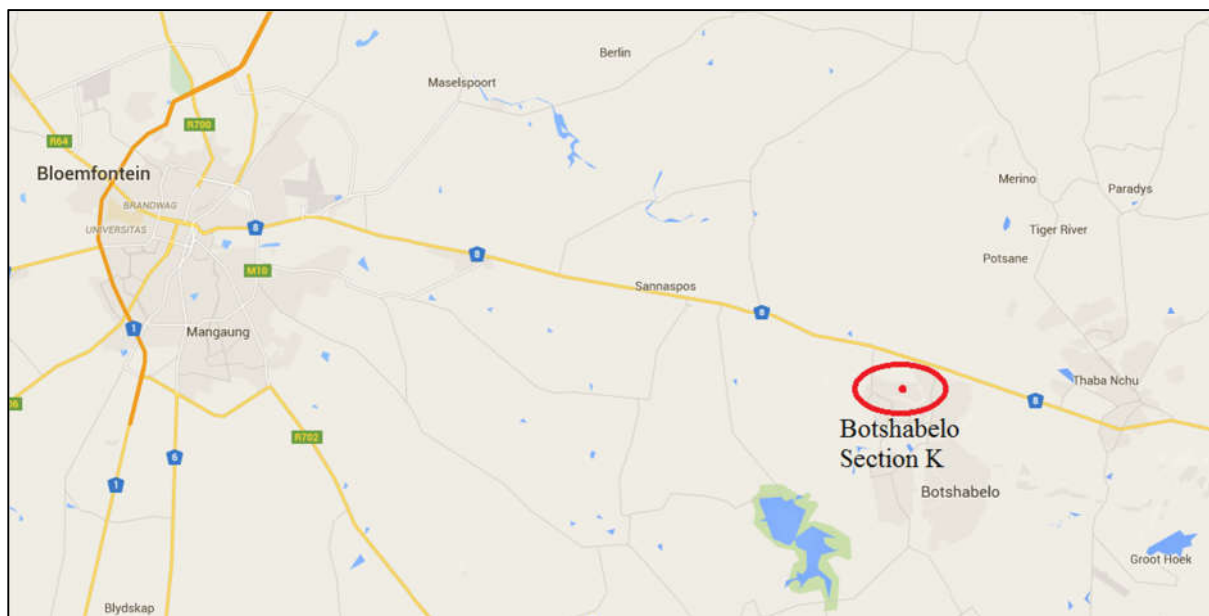 Berlin
Maselspoort
R700
R64
Bloemfontein
Merino
Paradys
BRANDWAG
UNIVERSITAS
8
Tiger River
8
Potsane
M10
Sannaspos
8
1
Mangaung
Thaba Nchu
8
Botshabelo
Section K
R702
6
1
Botshabelo
Groot Hoek
Blydskap